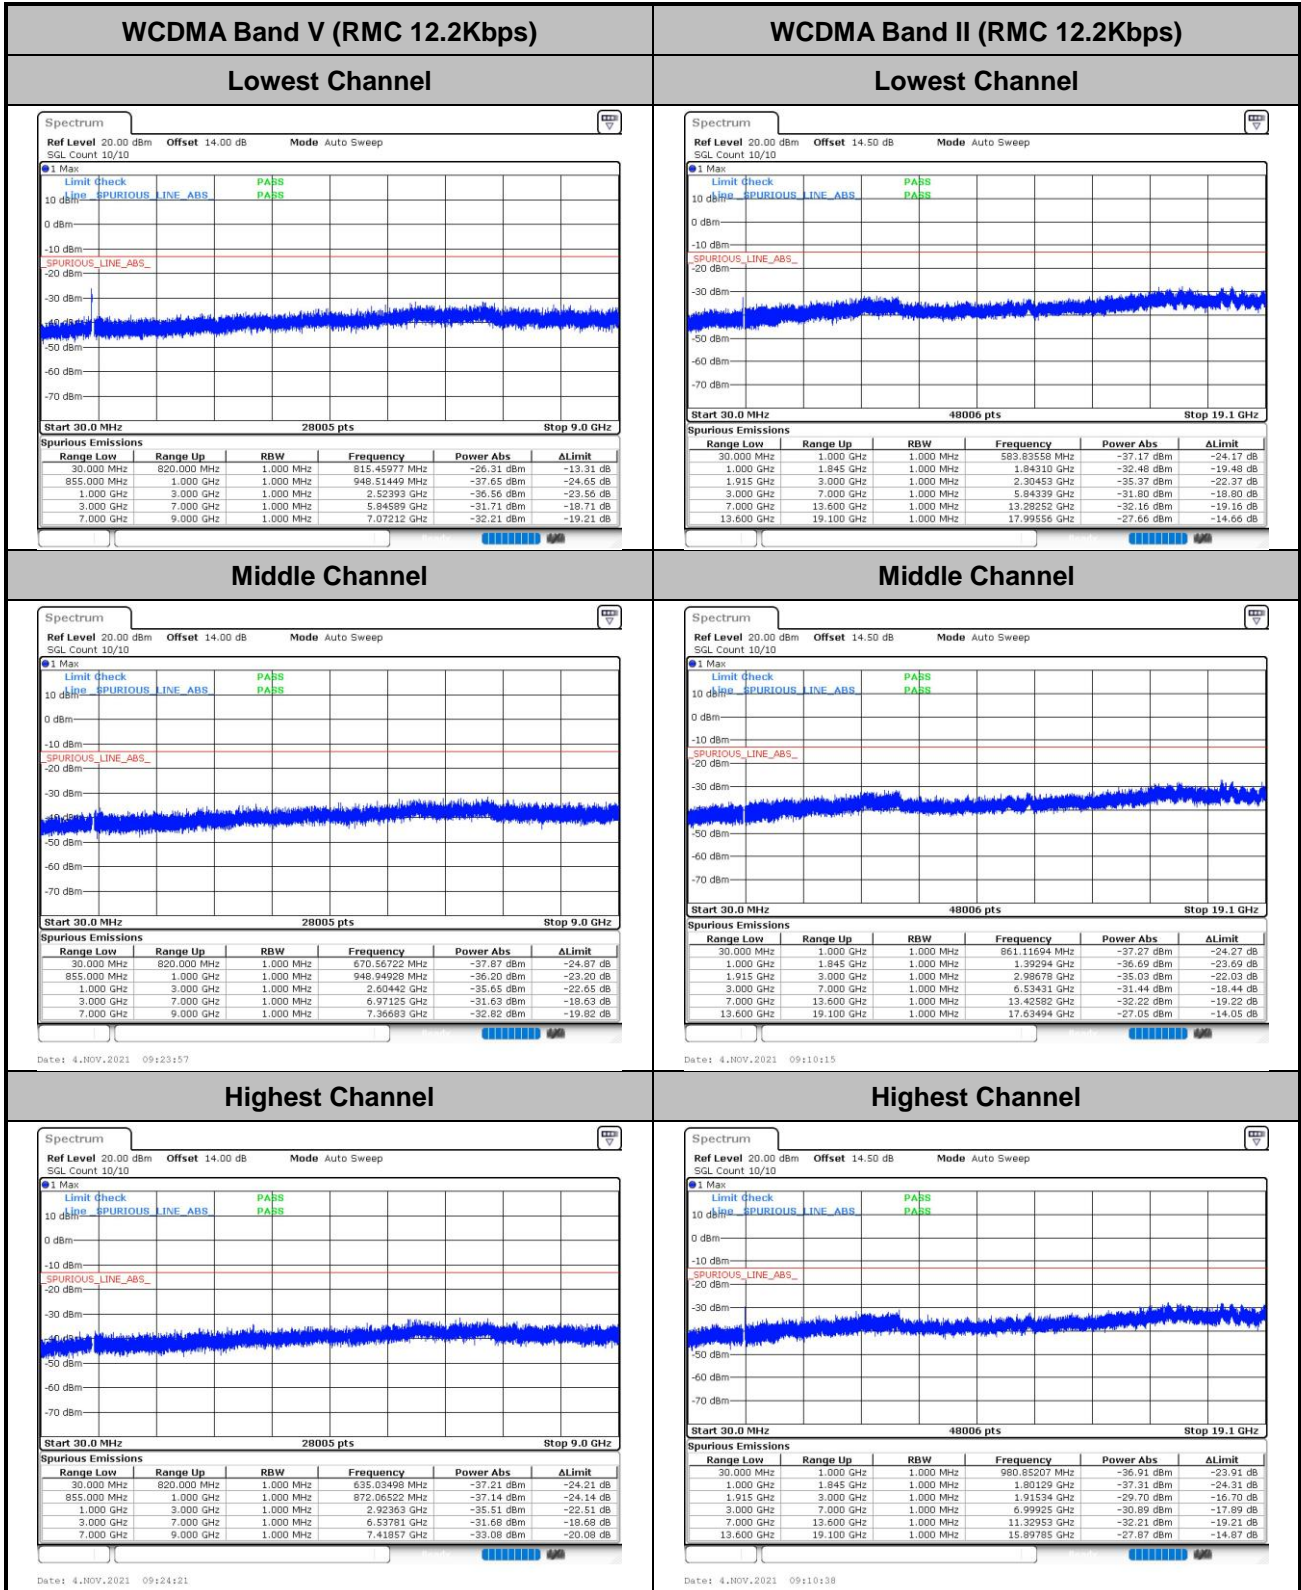 WCDMA Band V (RMC 12.2Kbps)
WCDMA Band II (RMC 12.2Kbps)
Lowest Channel
Lowest Channel
Spectrum
Ref Level 20.00 dBm Offset 14.00 dB Mode Auto Sweep
SGL Count 10/10
1 Max
Limit Check PASS
Line _SPURIOUS_LINE_ABS_ PASS
10 dBm
0 dBm
-10 dBm
_SPURIOUS_LINE_ABS_
-20 dBm
-30 dBm
-40 dBm
-50 dBm
-60 dBm
-70 dBm
Start 30.0 MHz 28005 pts Stop 9.0 GHz
Spurious Emissions
Range Low Range Up RBW Frequency Power Abs ΔLimit
30.000 MHz 820.000 MHz 1.000 MHz 815.45977 MHz -26.31 dBm -13.31 dB
855.000 MHz 1.000 GHz 1.000 MHz 948.51449 MHz -37.65 dBm -24.65 dB
1.000 GHz 3.000 GHz 1.000 MHz 2.52393 GHz -36.56 dBm -23.56 dB
3.000 GHz 7.000 GHz 1.000 MHz 5.84589 GHz -31.71 dBm -18.71 dB
7.000 GHz 9.000 GHz 1.000 MHz 7.07212 GHz -32.21 dBm -19.21 dB
Spectrum
Ref Level 20.00 dBm Offset 14.50 dB Mode Auto Sweep
SGL Count 10/10
1 Max
Limit Check PASS
Line _SPURIOUS_LINE_ABS_ PASS
10 dBm
0 dBm
-10 dBm
_SPURIOUS_LINE_ABS_
-20 dBm
-30 dBm
-50 dBm
-60 dBm
-70 dBm
Start 30.0 MHz 48006 pts Stop 19.1 GHz
Spurious Emissions
Range Low Range Up RBW Frequency Power Abs ΔLimit
30.000 MHz 1.000 GHz 1.000 MHz 583.83558 MHz -37.17 dBm -24.17 dB
1.000 GHz 1.845 GHz 1.000 MHz 1.84310 GHz -32.48 dBm -19.48 dB
1.915 GHz 3.000 GHz 1.000 MHz 2.30453 GHz -35.37 dBm -22.37 dB
3.000 GHz 7.000 GHz 1.000 MHz 5.84339 GHz -31.80 dBm -18.80 dB
7.000 GHz 13.600 GHz 1.000 MHz 13.28252 GHz -32.16 dBm -19.16 dB
13.600 GHz 19.100 GHz 1.000 MHz 17.99556 GHz -27.66 dBm -14.66 dB
Middle Channel
Middle Channel
Spectrum
Ref Level 20.00 dBm Offset 14.00 dB Mode Auto Sweep
SGL Count 10/10
1 Max
Limit Check PASS
Line _SPURIOUS_LINE_ABS_ PASS
10 dBm
0 dBm
-10 dBm
_SPURIOUS_LINE_ABS_
-20 dBm
-30 dBm
-40 dBm
-50 dBm
-60 dBm
-70 dBm
Start 30.0 MHz 28005 pts Stop 9.0 GHz
Spurious Emissions
Range Low Range Up RBW Frequency Power Abs ΔLimit
30.000 MHz 820.000 MHz 1.000 MHz 670.56722 MHz -37.87 dBm -24.87 dB
855.000 MHz 1.000 GHz 1.000 MHz 948.94928 MHz -36.20 dBm -23.20 dB
1.000 GHz 3.000 GHz 1.000 MHz 2.60442 GHz -35.65 dBm -22.65 dB
3.000 GHz 7.000 GHz 1.000 MHz 6.97125 GHz -31.63 dBm -18.63 dB
7.000 GHz 9.000 GHz 1.000 MHz 7.36683 GHz -32.82 dBm -19.82 dB
Date: 4.NOV.2021 09:23:57
Spectrum
Ref Level 20.00 dBm Offset 14.50 dB Mode Auto Sweep
SGL Count 10/10
1 Max
Limit Check PASS
Line _SPURIOUS_LINE_ABS_ PASS
10 dBm
0 dBm
-10 dBm
_SPURIOUS_LINE_ABS_
-20 dBm
-30 dBm
-50 dBm
-60 dBm
-70 dBm
Start 30.0 MHz 48006 pts Stop 19.1 GHz
Spurious Emissions
Range Low Range Up RBW Frequency Power Abs ΔLimit
30.000 MHz 1.000 GHz 1.000 MHz 861.11694 MHz -37.27 dBm -24.27 dB
1.000 GHz 1.845 GHz 1.000 MHz 1.39294 GHz -36.69 dBm -23.69 dB
1.915 GHz 3.000 GHz 1.000 MHz 2.98678 GHz -35.03 dBm -22.03 dB
3.000 GHz 7.000 GHz 1.000 MHz 6.53431 GHz -31.44 dBm -18.44 dB
7.000 GHz 13.600 GHz 1.000 MHz 13.42582 GHz -32.22 dBm -19.22 dB
13.600 GHz 19.100 GHz 1.000 MHz 17.63494 GHz -27.05 dBm -14.05 dB
Date: 4.NOV.2021 09:10:15
Highest Channel
Highest Channel
Spectrum
Ref Level 20.00 dBm Offset 14.00 dB Mode Auto Sweep
SGL Count 10/10
1 Max
Limit Check PASS
Line _SPURIOUS_LINE_ABS_ PASS
10 dBm
0 dBm
-10 dBm
_SPURIOUS_LINE_ABS_
-20 dBm
-30 dBm
-40 dBm
-50 dBm
-60 dBm
-70 dBm
Start 30.0 MHz 28005 pts Stop 9.0 GHz
Spurious Emissions
Range Low Range Up RBW Frequency Power Abs ΔLimit
30.000 MHz 820.000 MHz 1.000 MHz 635.03498 MHz -37.21 dBm -24.21 dB
855.000 MHz 1.000 GHz 1.000 MHz 872.06522 MHz -37.14 dBm -24.14 dB
1.000 GHz 3.000 GHz 1.000 MHz 2.92363 GHz -35.51 dBm -22.51 dB
3.000 GHz 7.000 GHz 1.000 MHz 6.53781 GHz -31.68 dBm -18.68 dB
7.000 GHz 9.000 GHz 1.000 MHz 7.41857 GHz -33.08 dBm -20.08 dB
Date: 4.NOV.2021 09:24:21
Spectrum
Ref Level 20.00 dBm Offset 14.50 dB Mode Auto Sweep
SGL Count 10/10
1 Max
Limit Check PASS
Line _SPURIOUS_LINE_ABS_ PASS
10 dBm
0 dBm
-10 dBm
_SPURIOUS_LINE_ABS_
-20 dBm
-30 dBm
-50 dBm
-60 dBm
-70 dBm
Start 30.0 MHz 48006 pts Stop 19.1 GHz
Spurious Emissions
Range Low Range Up RBW Frequency Power Abs ΔLimit
30.000 MHz 1.000 GHz 1.000 MHz 980.85207 MHz -36.91 dBm -23.91 dB
1.000 GHz 1.845 GHz 1.000 MHz 1.80129 GHz -37.31 dBm -24.31 dB
1.915 GHz 3.000 GHz 1.000 MHz 1.91534 GHz -29.70 dBm -16.70 dB
3.000 GHz 7.000 GHz 1.000 MHz 6.99925 GHz -30.89 dBm -17.89 dB
7.000 GHz 13.600 GHz 1.000 MHz 11.32953 GHz -32.21 dBm -19.21 dB
13.600 GHz 19.100 GHz 1.000 MHz 15.89785 GHz -27.87 dBm -14.87 dB
Date: 4.NOV.2021 09:10:38